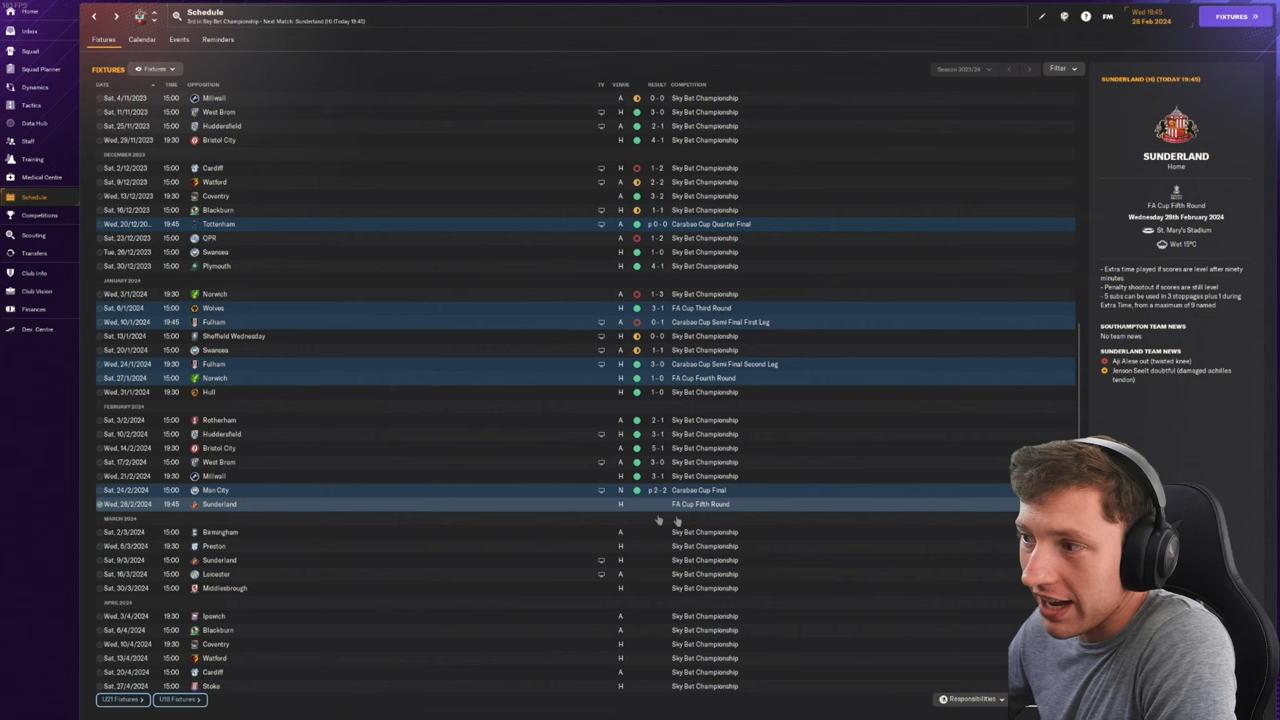 Home
Inbox
Squad
Squad Planner
Dynamics
Tactics
Data Hub
Staff
Training
Medical Centre
Schedule
Competitions
Scouting
Transfers
Club Info
Club Vision
Finances
Dev. Centre
Schedule
3rd in Sky Bet Championship - Next Match: Sunderland (H) (Today 19:45)
FM
Wed 19:45
28 Feb 2024
FIXTURES
Fixtures Calendar Events Reminders
FIXTURES Fixtures
Season 2023/24 Filter
DATE TIME OPPOSITION TV VENUE RESULT COMPETITION
Sat, 4/11/2023 15:00 Millwall A 0 - 0 Sky Bet Championship
Sat, 11/11/2023 15:00 West Brom H 3 - 0 Sky Bet Championship
Sat, 25/11/2023 15:00 Huddersfield A 2 - 1 Sky Bet Championship
Wed, 29/11/2023 19:30 Bristol City H 4 - 1 Sky Bet Championship
DECEMBER 2023
Sat, 2/12/2023 15:00 Cardiff H 1 - 2 Sky Bet Championship
Sat, 9/12/2023 15:00 Watford A 2 - 2 Sky Bet Championship
Wed, 13/12/2023 19:30 Coventry A 3 - 2 Sky Bet Championship
Sat, 16/12/2023 15:00 Blackburn H 1 - 1 Sky Bet Championship
Wed, 20/12/20... 19:45 Tottenham A p 0 - 0 Carabao Cup Quarter Final
Sat, 23/12/2023 15:00 QPR A 1 - 2 Sky Bet Championship
Tue, 26/12/2023 15:00 Swansea H 1 - 0 Sky Bet Championship
Sat, 30/12/2023 15:00 Plymouth H 4 - 1 Sky Bet Championship
JANUARY 2024
Wed, 3/1/2024 19:30 Norwich A 1 - 3 Sky Bet Championship
Sat, 6/1/2024 15:00 Wolves H 3 - 1 FA Cup Third Round
Wed, 10/1/2024 19:45 Fulham A 0 - 1 Carabao Cup Semi Final First Leg
Sat, 13/1/2024 15:00 Sheffield Wednesday H 0 - 0 Sky Bet Championship
Sat, 20/1/2024 15:00 Swansea A 1 - 1 Sky Bet Championship
Wed, 24/1/2024 19:30 Fulham H 3 - 0 Carabao Cup Semi Final Second Leg
Sat, 27/1/2024 15:00 Norwich H 1 - 0 FA Cup Fourth Round
Wed, 31/1/2024 19:30 Hull H 1 - 0 Sky Bet Championship
FEBRUARY 2024
Sat, 3/2/2024 15:00 Rotherham A 2 - 1 Sky Bet Championship
Sat, 10/2/2024 15:00 Huddersfield H 3 - 1 Sky Bet Championship
Wed, 14/2/2024 19:30 Bristol City A 5 - 1 Sky Bet Championship
Sat, 17/2/2024 15:00 West Brom A 3 - 0 Sky Bet Championship
Wed, 21/2/2024 19:30 Millwall H 3 - 1 Sky Bet Championship
Sat, 24/2/2024 15:00 Man City N p 2 - 2 Carabao Cup Final
Wed, 28/2/2024 19:45 Sunderland H FA Cup Fifth Round
MARCH 2024
Sat, 2/3/2024 15:00 Birmingham A Sky Bet Championship
Wed, 6/3/2024 19:30 Preston H Sky Bet Championship
Sat, 9/3/2024 15:00 Sunderland H Sky Bet Championship
Sat, 16/3/2024 15:00 Leicester A Sky Bet Championship
Sat, 30/3/2024 15:00 Middlesbrough H Sky Bet Championship
APRIL 2024
Wed, 3/4/2024 19:30 Ipswich A Sky Bet Championship
Sat, 6/4/2024 15:00 Blackburn A Sky Bet Championship
Wed, 10/4/2024 19:30 Coventry H Sky Bet Championship
Sat, 13/4/2024 15:00 Watford H Sky Bet Championship
Sat, 20/4/2024 15:00 Cardiff A Sky Bet Championship
Sat, 27/4/2024 15:00 Stoke H Sky Bet Championship
U21 Fixtures U18 Fixtures Responsibilities
SUNDERLAND (H) (TODAY 19:45)
SUNDERLAND
Home
FA Cup Fifth Round
Wednesday 28th February 2024
St. Mary's Stadium
Wet 15°C
- Extra time played if scores are level after ninety
minutes
- Penalty shootout if scores are still level
- 5 subs can be used in 3 stoppages plus 1 during
Extra Time, from a maximum of 9 named
SOUTHAMPTON TEAM NEWS
No team news
SUNDERLAND TEAM NEWS
Aji Alese out (twisted knee)
Jenson Seelt doubtful (damaged achilles
tendon)